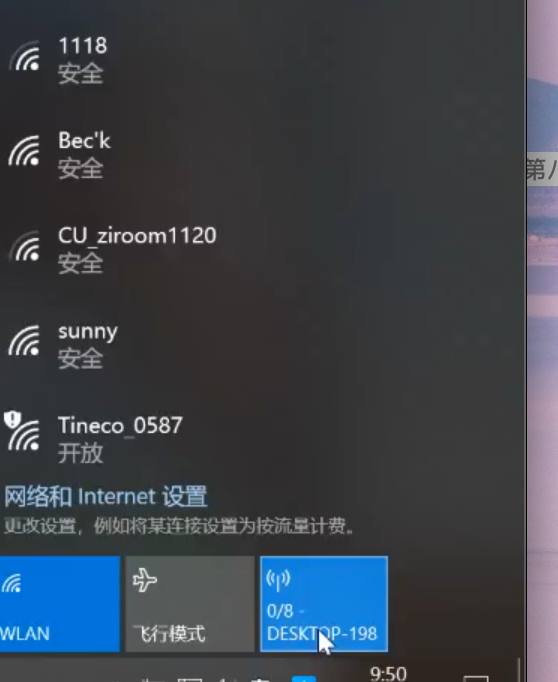 1118
安全
Bec'k
安全
CU_ziroom1120
安全
sunny
安全
Tineco_0587
开放
网络和 Internet 设置
更改设置，例如将某连接设置为按流量计费。
WLAN
飞行模式
0/8 -
DESKTOP-198
9:50
第八